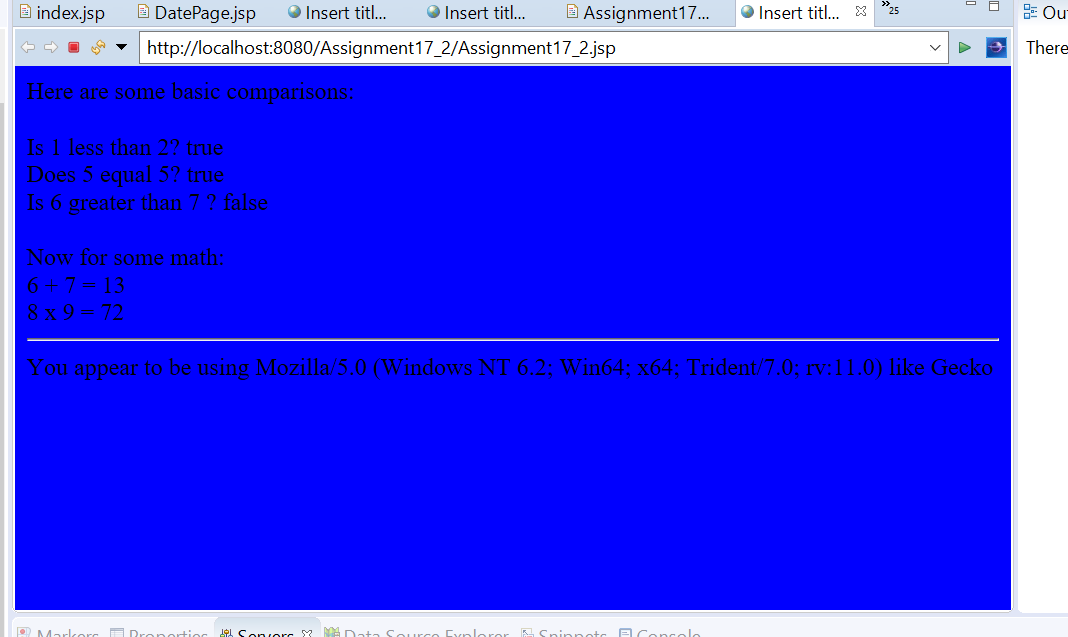 index.jsp DatePage.jsp Insert titl... Insert titl... Assignment17... Insert titl... »25 Ou
http://localhost:8080/Assignment17_2/Assignment17_2.jsp There
Here are some basic comparisons:
Is 1 less than 2? true
Does 5 equal 5? true
Is 6 greater than 7 ? false
Now for some math:
6 + 7 = 13
8 x 9 = 72
You appear to be using Mozilla/5.0 (Windows NT 6.2; Win64; x64; Trident/7.0; rv:11.0) like Gecko
Markers Properties Servers Data Source Explorer Snippets Console